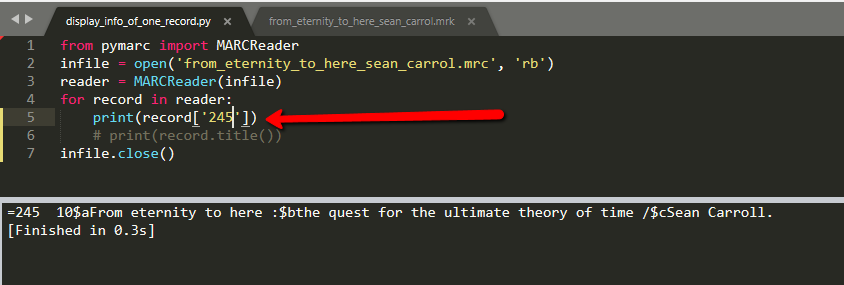 display_info_of_one_record.py × from_eternity_to_here_sean_carrol.mrk ×
1 from pymarc import MARCReader
2 infile = open('from_eternity_to_here_sean_carrol.mrc', 'rb')
3 reader = MARCReader(infile)
4 for record in reader:
5     print(record['245'])
6     # print(record.title())
7 infile.close()
=245  10$aFrom eternity to here :$bthe quest for the ultimate theory of time /$cSean Carroll.
[Finished in 0.3s]